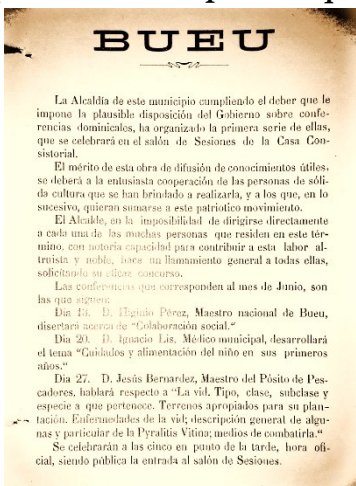 BUEU
La Alcaldía de este municipio cumpliendo el deber que le
impone la plausible disposición del Gobierno sobre confe-
rencias dominicales, ha organizado la primera serie de ellas,
que se celebrará en el salón de Sesiones de la Casa Con-
sistorial.
El mérito de esta obra de difusión de conocimientos útiles,
se deberá a la entusiasta cooperación de las personas de sóli-
da cultura que se han brindado a realizarla, y a los que, en lo
sucesivo, quieran sumarse a este patriotico movimiento.
El Alcalde, en la imposibilidad de dirigirse directamente
a cada una de las muchas personas que residen en este tér-
mino, con notoria capacidad para contribuir a esta labor al-
truista y noble, hace un llamamiento general a todas ellas,
solicitando su eficaz concurso.
Las conferencias que corresponden al mes de Junio, son
las que siguen:
Dia 13. D. Higinio Pérez, Maestro nacional de Bueu,
disertará acerca de "Colaboración social."
Dia 20. D. Ignacio Lis. Médico municipal, desarrollará
el tema "Cuidados y alimentación del niño en sus primeros
años."
Dia 27. D. Jesús Bernardez, Maestro del Pósito de Pes-
cadores, hablará respecto a "La vid. Tipo, clase, subclase y
especie a que pertenece. Terrenos apropiados para su plan-
tación. Enfermedades de la vid; descripción general de algu-
nas y particular de la Pyralitis Vitina; medios de combatirla."
Se celebrarán a las cinco en punto de la tarde, hora ofi-
cial, siendo pública la entrada al salón de Sesiones.